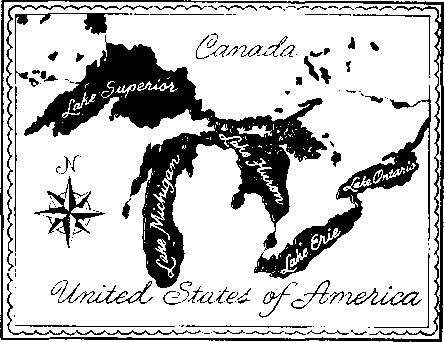 Canada
Lake Superior
Lake Huron
Lake Michigan
Lake Ontario
Lake Erie
N
United States of America